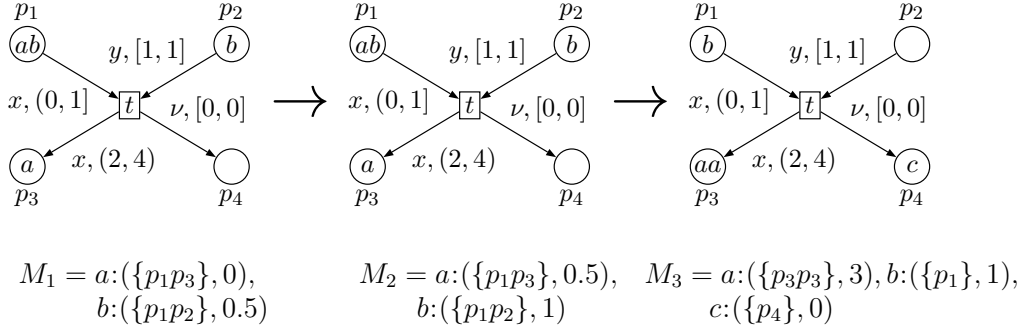 p₁ p₂ p₁ p₂ p₁ p₂
ab b ab b b
y, [1, 1] y, [1, 1] y, [1, 1]
x, (0, 1] t ν, [0, 0] → x, (0, 1] t ν, [0, 0] → x, (0, 1] t ν, [0, 0]
x, (2, 4) x, (2, 4) x, (2, 4)
a a aa c
p₃ p₄ p₃ p₄ p₃ p₄
M₁ = a:({p₁p₃}, 0), M₂ = a:({p₁p₃}, 0.5), M₃ = a:({p₃p₃}, 3), b:({p₁}, 1),
b:({p₁p₂}, 0.5) b:({p₁p₂}, 1) c:({p₄}, 0)